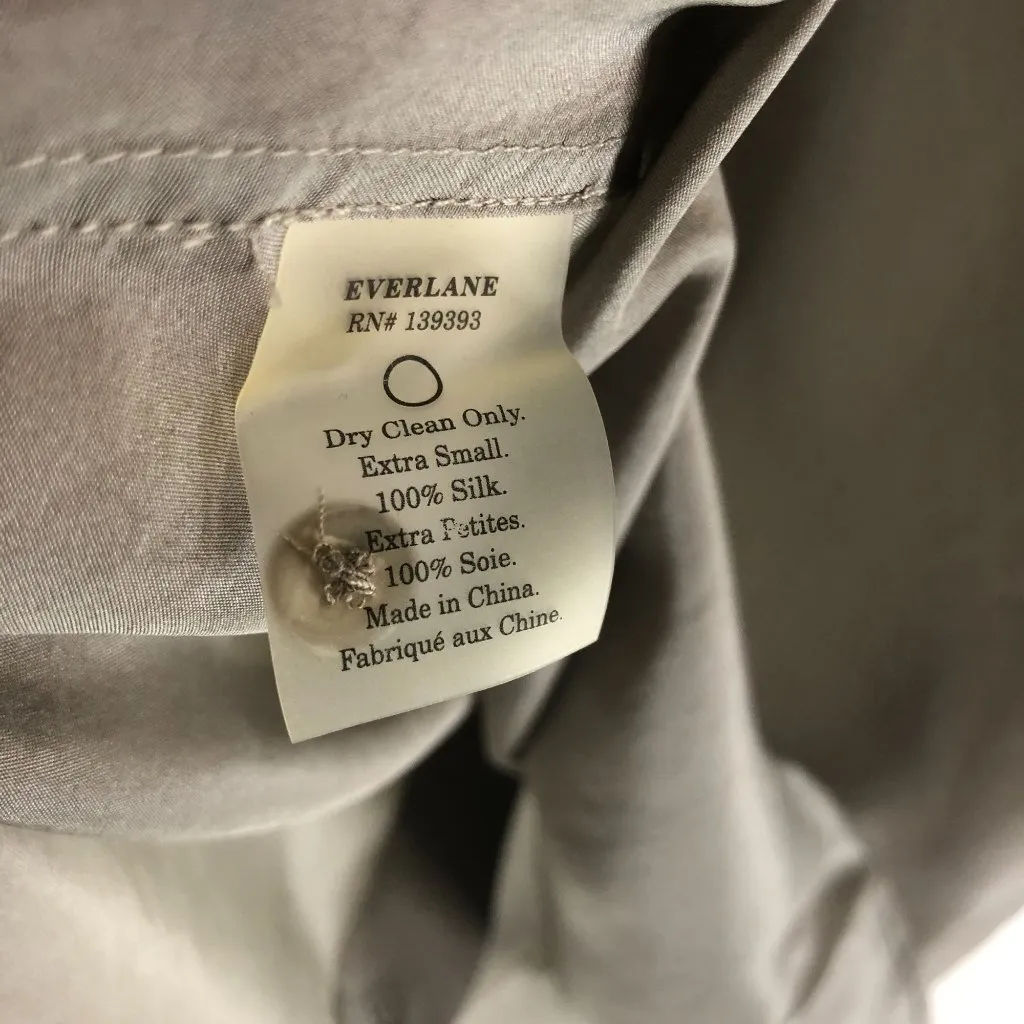 EVERLANE
RN# 139393
Dry Clean Only.
Extra Small.
100% Silk.
Extra Petites.
100% Soie.
Made in China.
Fabriqué aux Chine.